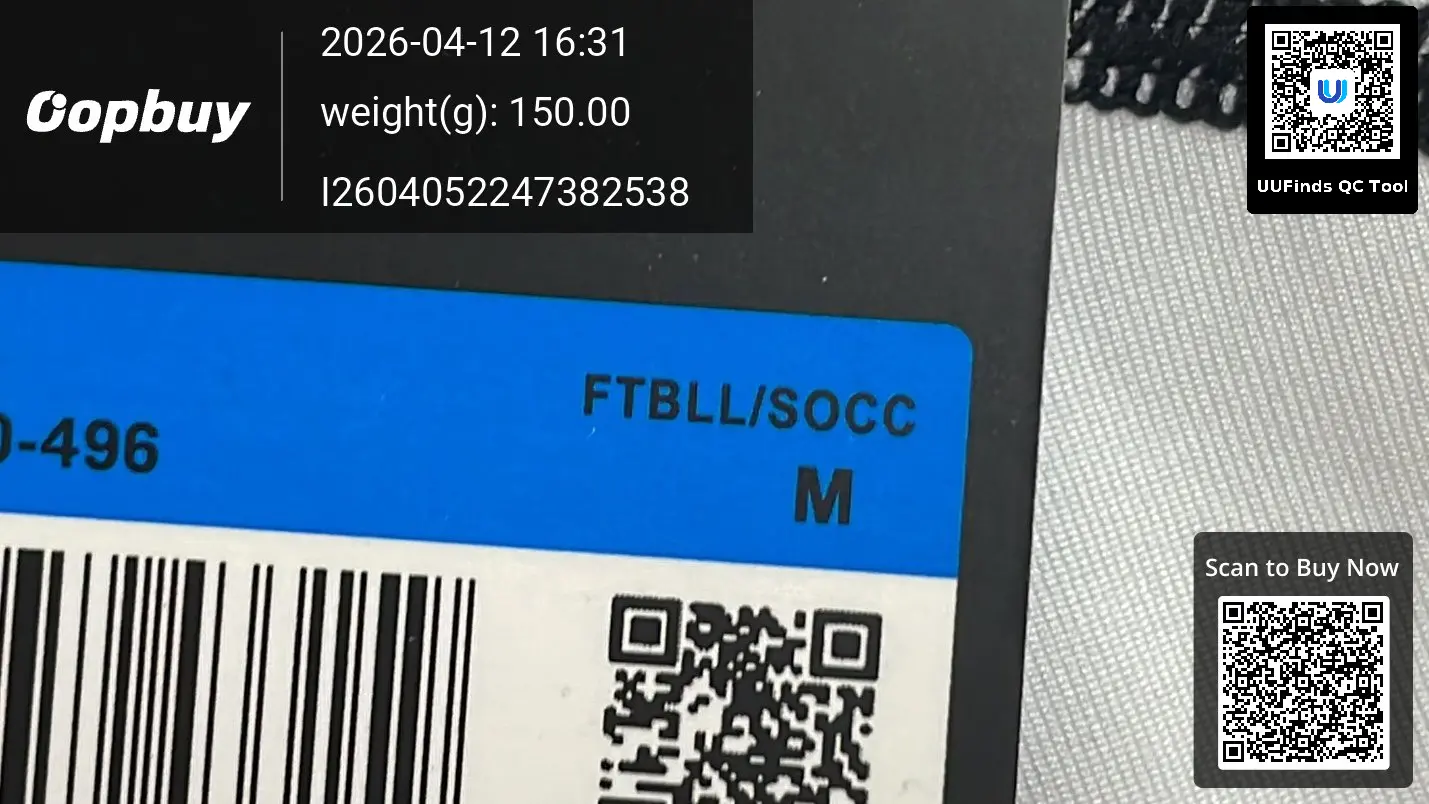 Oopbuy
2026-04-12 16:31
weight(g): 150.00
I2604052247382538
UUFinds QC Tool
FTBLL/SOCC
-496
M
Scan to Buy Now